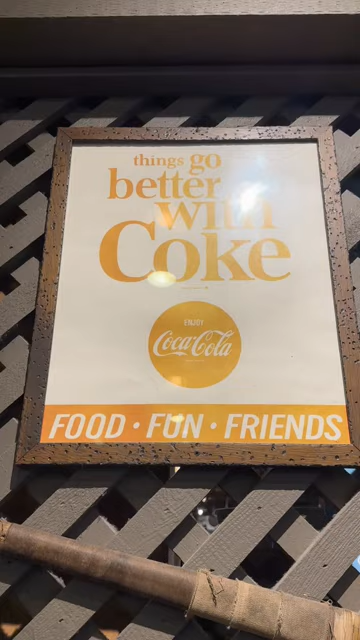 things go
better
with
Coke
ENJOY
Coca-Cola
FOOD · FUN · FRIENDS